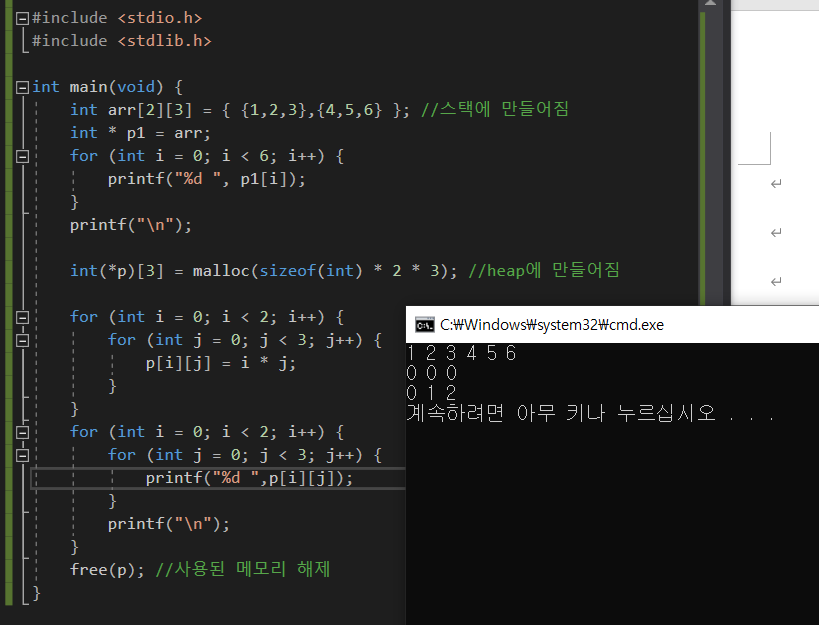 #include <stdio.h>
#include <stdlib.h>
int main(void) {
int arr[2][3] = { {1,2,3},{4,5,6} }; //스택에 만들어짐
int * p1 = arr;
for (int i = 0; i < 6; i++) {
printf("%d ", p1[i]);
}
printf("\n");
int(*p)[3] = malloc(sizeof(int) * 2 * 3); //heap에 만들어짐
for (int i = 0; i < 2; i++) {
for (int j = 0; j < 3; j++) {
p[i][j] = i * j;
}
}
for (int i = 0; i < 2; i++) {
for (int j = 0; j < 3; j++) {
printf("%d ",p[i][j]);
}
printf("\n");
}
free(p); //사용된 메모리 해제
}
C:₩Windows₩system32₩cmd.exe
1 2 3 4 5 6
0 0 0
0 1 2
계속하려면 아무 키나 누르십시오 . . .